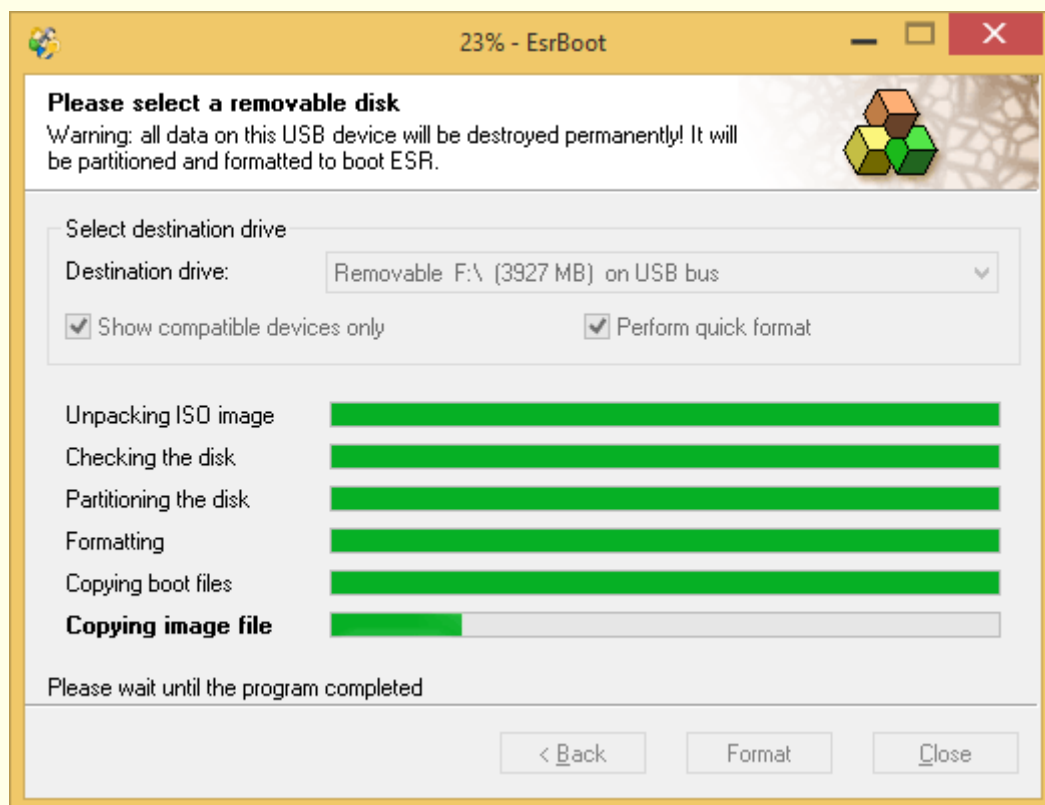 23% - EsrBoot
Please select a removable disk
Warning: all data on this USB device will be destroyed permanently! It will
be partitioned and formatted to boot ESR.
Select destination drive
Destination drive:
Removable F:\ (3927 MB) on USB bus
Show compatible devices only
Perform quick format
Unpacking ISO image
Checking the disk
Partitioning the disk
Formatting
Copying boot files
Copying image file
Please wait until the program completed
< Back
Format
Close